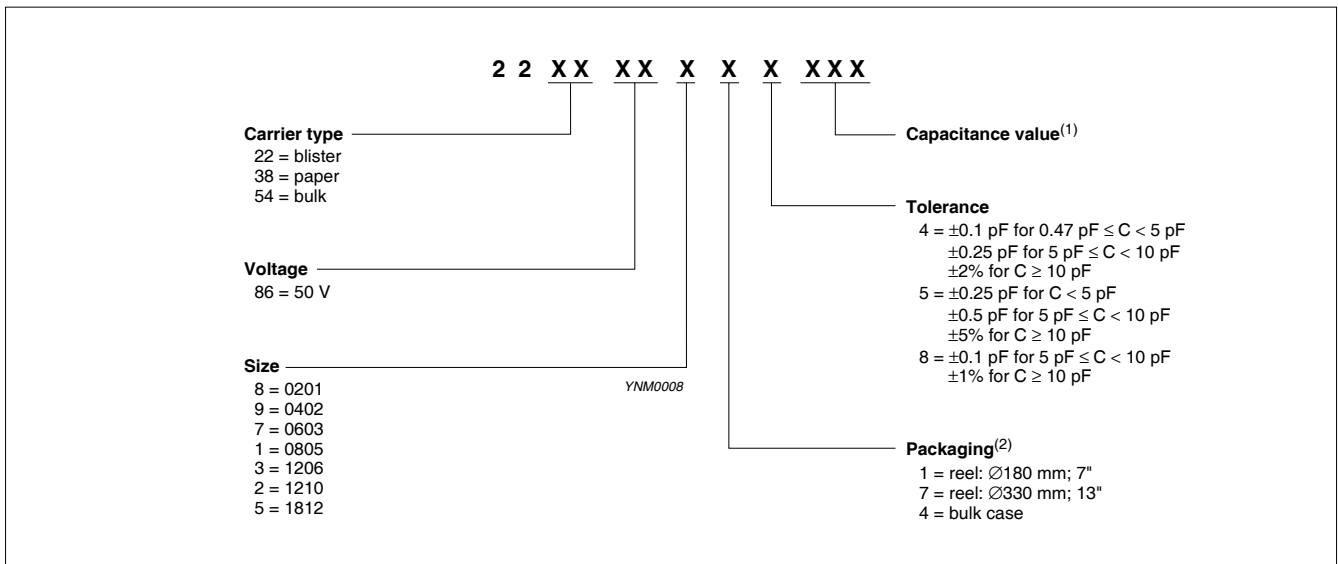 2 2 X X X X X X X X X X
Carrier type
22 = blister
38 = paper
54 = bulk
Voltage
86 = 50 V
Size
8 = 0201
9 = 0402
7 = 0603
1 = 0805
3 = 1206
2 = 1210
5 = 1812
YNM0008
Capacitance value(1)
Tolerance
4 = ±0.1 pF for 0.47 pF ≤ C < 5 pF
±0.25 pF for 5 pF ≤ C < 10 pF
±2% for C ≥ 10 pF
5 = ±0.25 pF for C < 5 pF
±0.5 pF for 5 pF ≤ C < 10 pF
±5% for C ≥ 10 pF
8 = ±0.1 pF for 5 pF ≤ C < 10 pF
±1% for C ≥ 10 pF
Packaging(2)
1 = reel: ∅180 mm; 7"
7 = reel: ∅330 mm; 13"
4 = bulk case